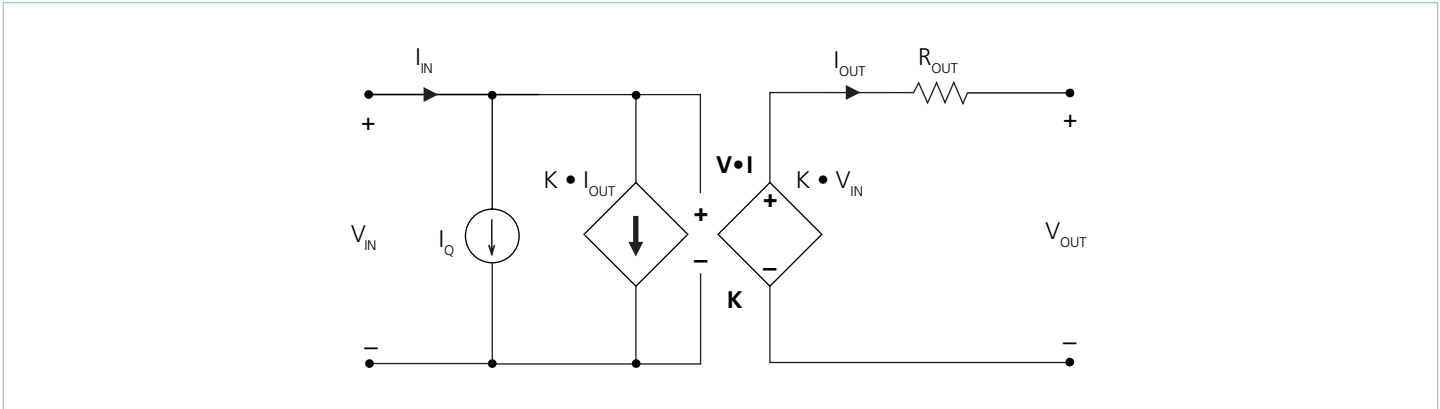 I_IN
I_OUT
R_OUT
+
+
V•I
K • I_OUT
K • V_IN
+
+
V_IN
I_Q
V_OUT
–
–
K
–
–